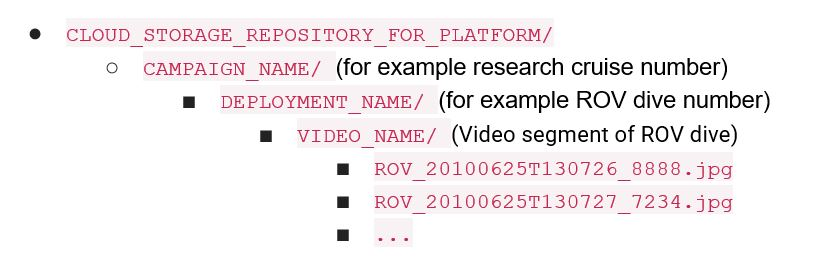 CLOUD_STORAGE_REPOSITORY_FOR_PLATFORM/
CAMPAIGN_NAME/ (for example research cruise number)
DEPLOYMENT_NAME/ (for example ROV dive number)
VIDEO_NAME/ (Video segment of ROV dive)
ROV_20100625T130726_8888.jpg
ROV_20100625T130727_7234.jpg
...